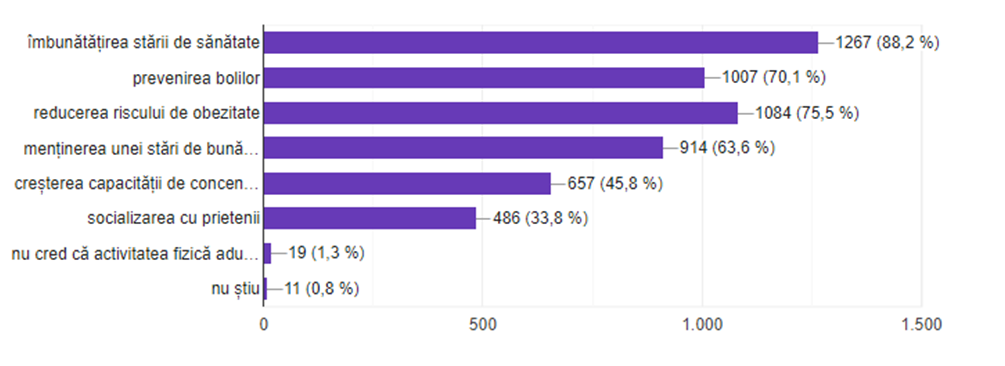 îmbunătățirea stării de sănătate 1267 (88,2 %)
prevenirea bolilor 1007 (70,1 %)
reducerea riscului de obezitate 1084 (75,5 %)
menținerea unei stări de bună... 914 (63,6 %)
creșterea capacității de concen... 657 (45,8 %)
socializarea cu prietenii 486 (33,8 %)
nu cred că activitatea fizică adu... 19 (1,3 %)
nu știu 11 (0,8 %)
0 500 1.000 1.500